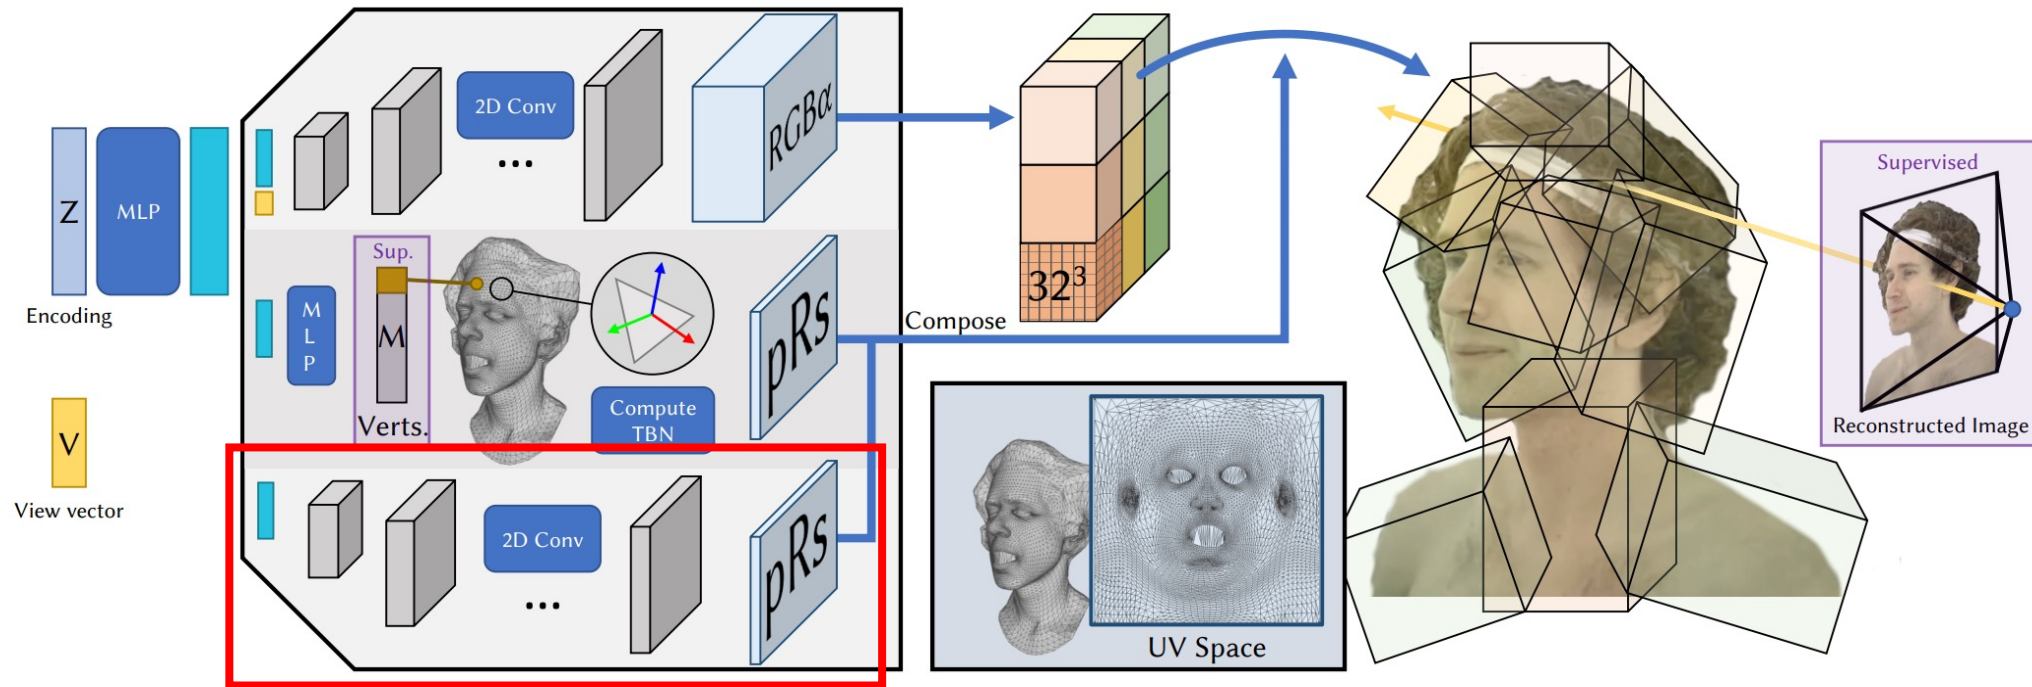 Z
MLP
Encoding
V
View vector
2D Conv
...
RGBα
Sup.
M
L
P
M
Verts.
Compute
TBN
pRs
2D Conv
...
pRs
Compose
32³
UV Space
Supervised
Reconstructed Image